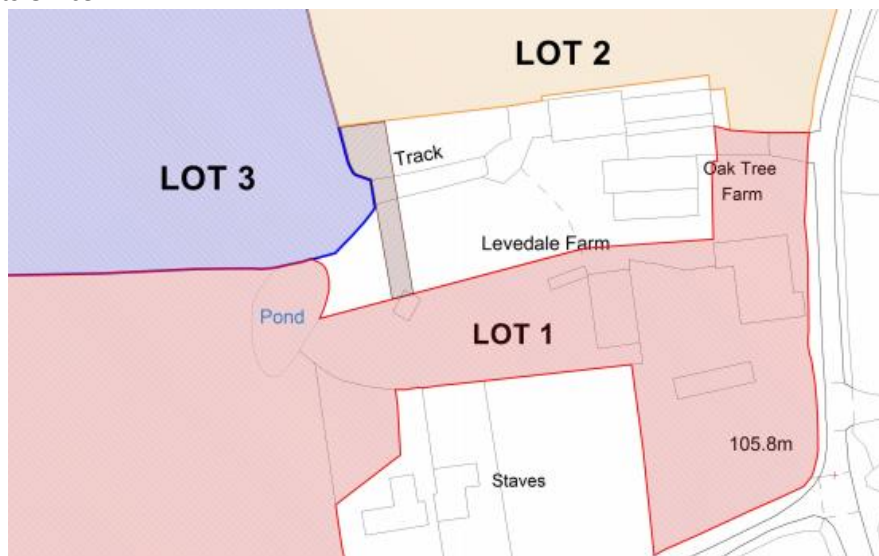 LOT 2
Track
LOT 3
Oak Tree
Farm
Levedale Farm
Pond
LOT 1
105.8m
Staves